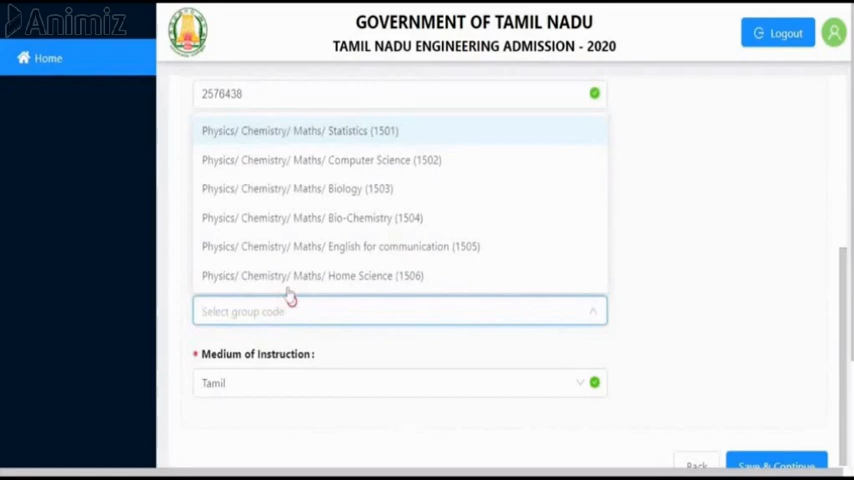 Animiz
GOVERNMENT OF TAMIL NADU
TAMIL NADU ENGINEERING ADMISSION - 2020
Logout
Home
2576438
Physics/ Chemistry/ Maths/ Statistics (1501)
Physics/ Chemistry/ Maths/ Computer Science (1502)
Physics/ Chemistry/ Maths/ Biology (1503)
Physics/ Chemistry/ Maths/ Bio-Chemistry (1504)
Physics/ Chemistry/ Maths/ English for communication (1505)
Physics/ Chemistry/ Maths/ Home Science (1506)
Select group code
* Medium of Instruction :
Tamil
Back
Save & Continue